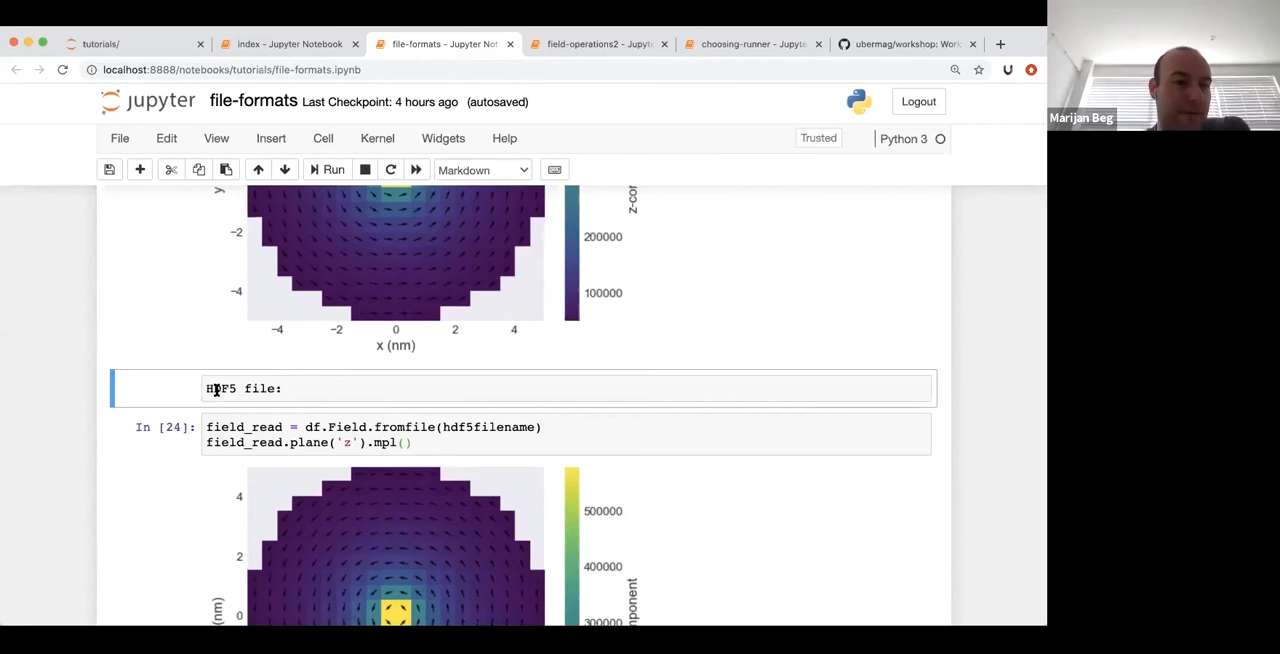 tutorials/
index - Jupyter Notebook
file-formats - Jupyter Not
field-operations2 - Jupyte
choosing-runner - Jupyte
ubermag/workshop: Work
localhost:8888/notebooks/tutorials/file-formats.ipynb
jupyter file-formats Last Checkpoint: 4 hours ago (autosaved)
Logout
Marijan Beg
File Edit View Insert Cell Kernel Widgets Help
Trusted
Python 3
Run
Markdown
y
z-co
−2
200000
−4
100000
−4 −2 0 2 4
x (nm)
HDF5 file:
In [24]: field_read = df.Field.fromfile(hdf5filename)
field_read.plane('z').mpl()
4
500000
2
400000
mponent
(nm)
0
300000